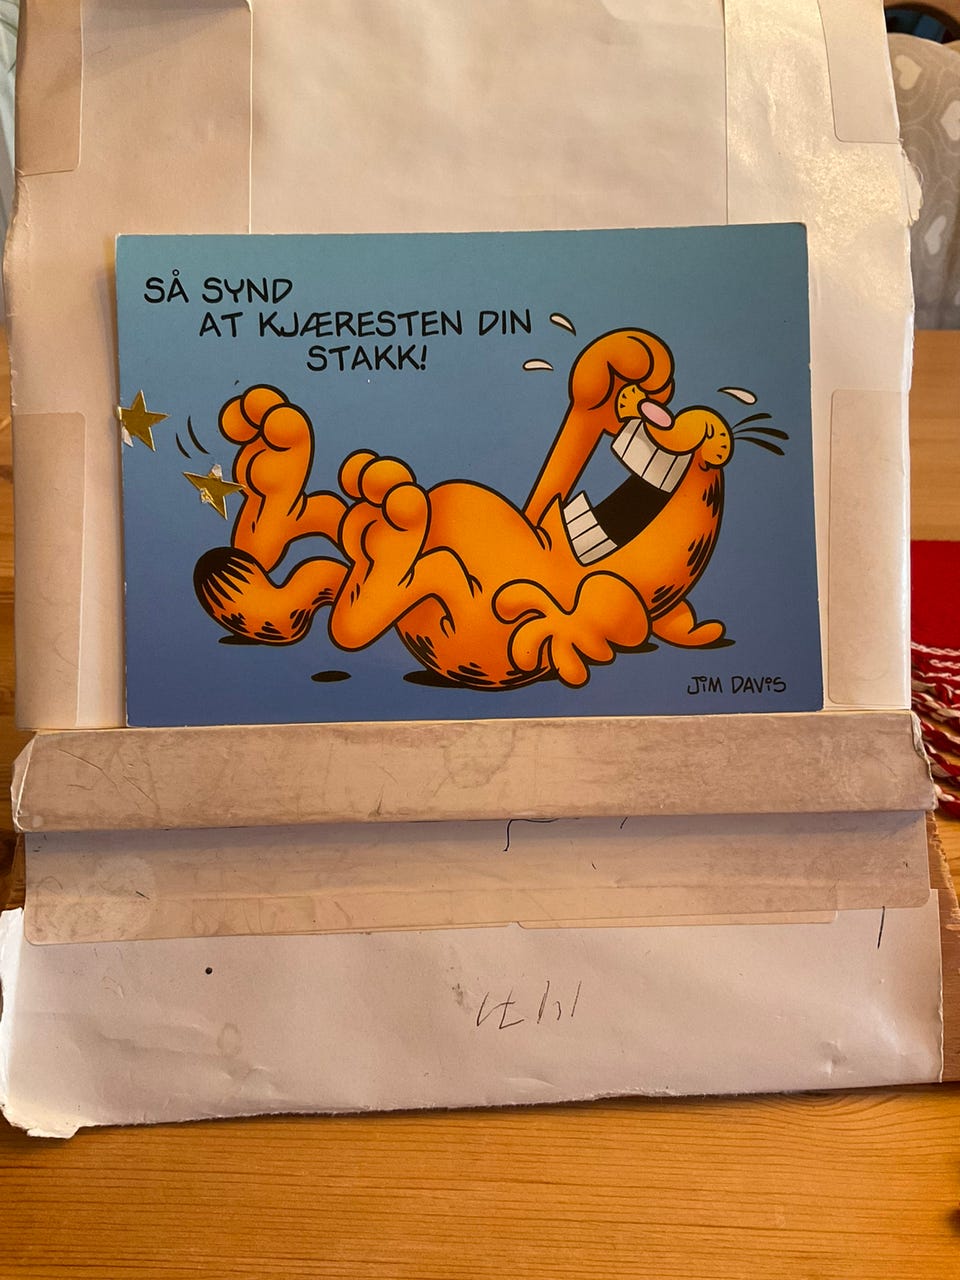 SÅ SYND
AT KJÆRESTEN DIN
STAKK!
JIM DAVIS